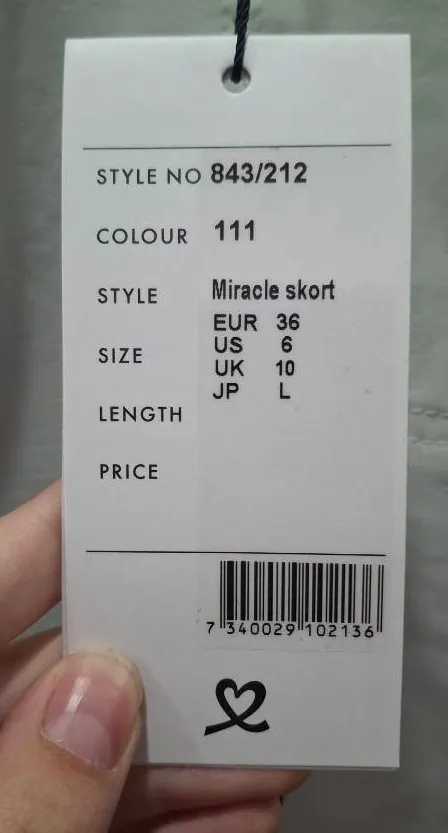 STYLE NO 843/212
COLOUR 111
STYLE Miracle skort
EUR 36
SIZE US 6
UK 10
JP L
LENGTH
PRICE
7 340029 102136